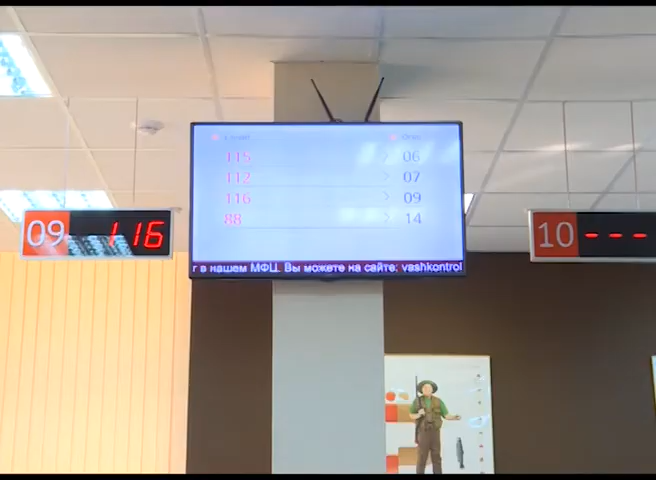 115 > 06
112 > 07
116 > 09
88 > 14
г в нашем МФЦ. Вы можете на сайте: vashkontrol
09 116
10 ---